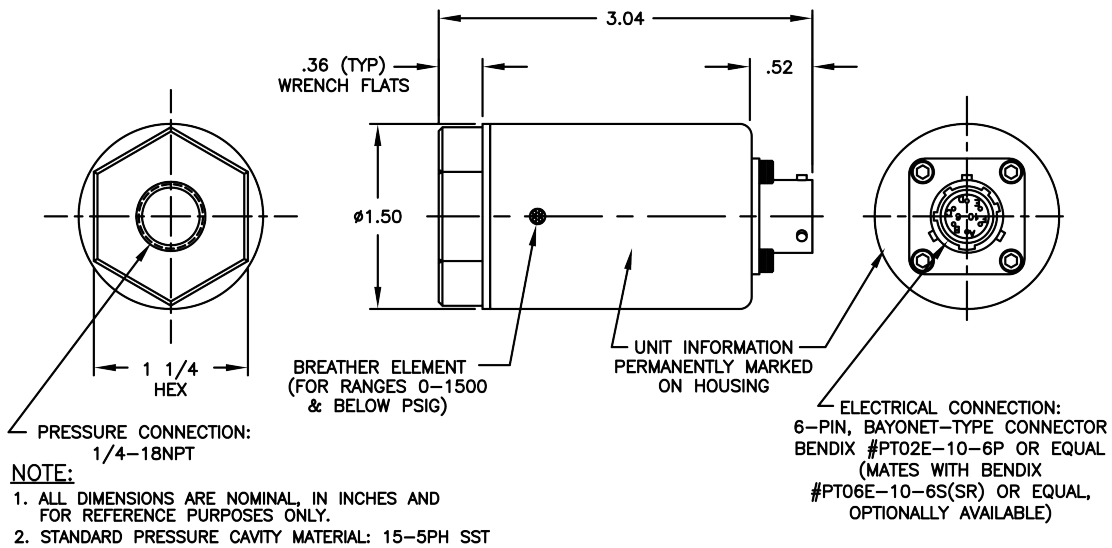 3.04
.36 (TYP)
WRENCH FLATS
.52
ø1.50
1 1/4
HEX
PRESSURE CONNECTION:
1/4-18NPT
BREATHER ELEMENT
(FOR RANGES 0-1500
& BELOW PSIG)
UNIT INFORMATION
PERMANENTLY MARKED
ON HOUSING
10-6
ELECTRICAL CONNECTION:
6-PIN, BAYONET-TYPE CONNECTOR
BENDIX #PT02E-10-6P OR EQUAL
(MATES WITH BENDIX
#PT06E-10-6S(SR) OR EQUAL,
OPTIONALLY AVAILABLE)
NOTE:
1. ALL DIMENSIONS ARE NOMINAL, IN INCHES AND
FOR REFERENCE PURPOSES ONLY.
2. STANDARD PRESSURE CAVITY MATERIAL: 15-5PH SST